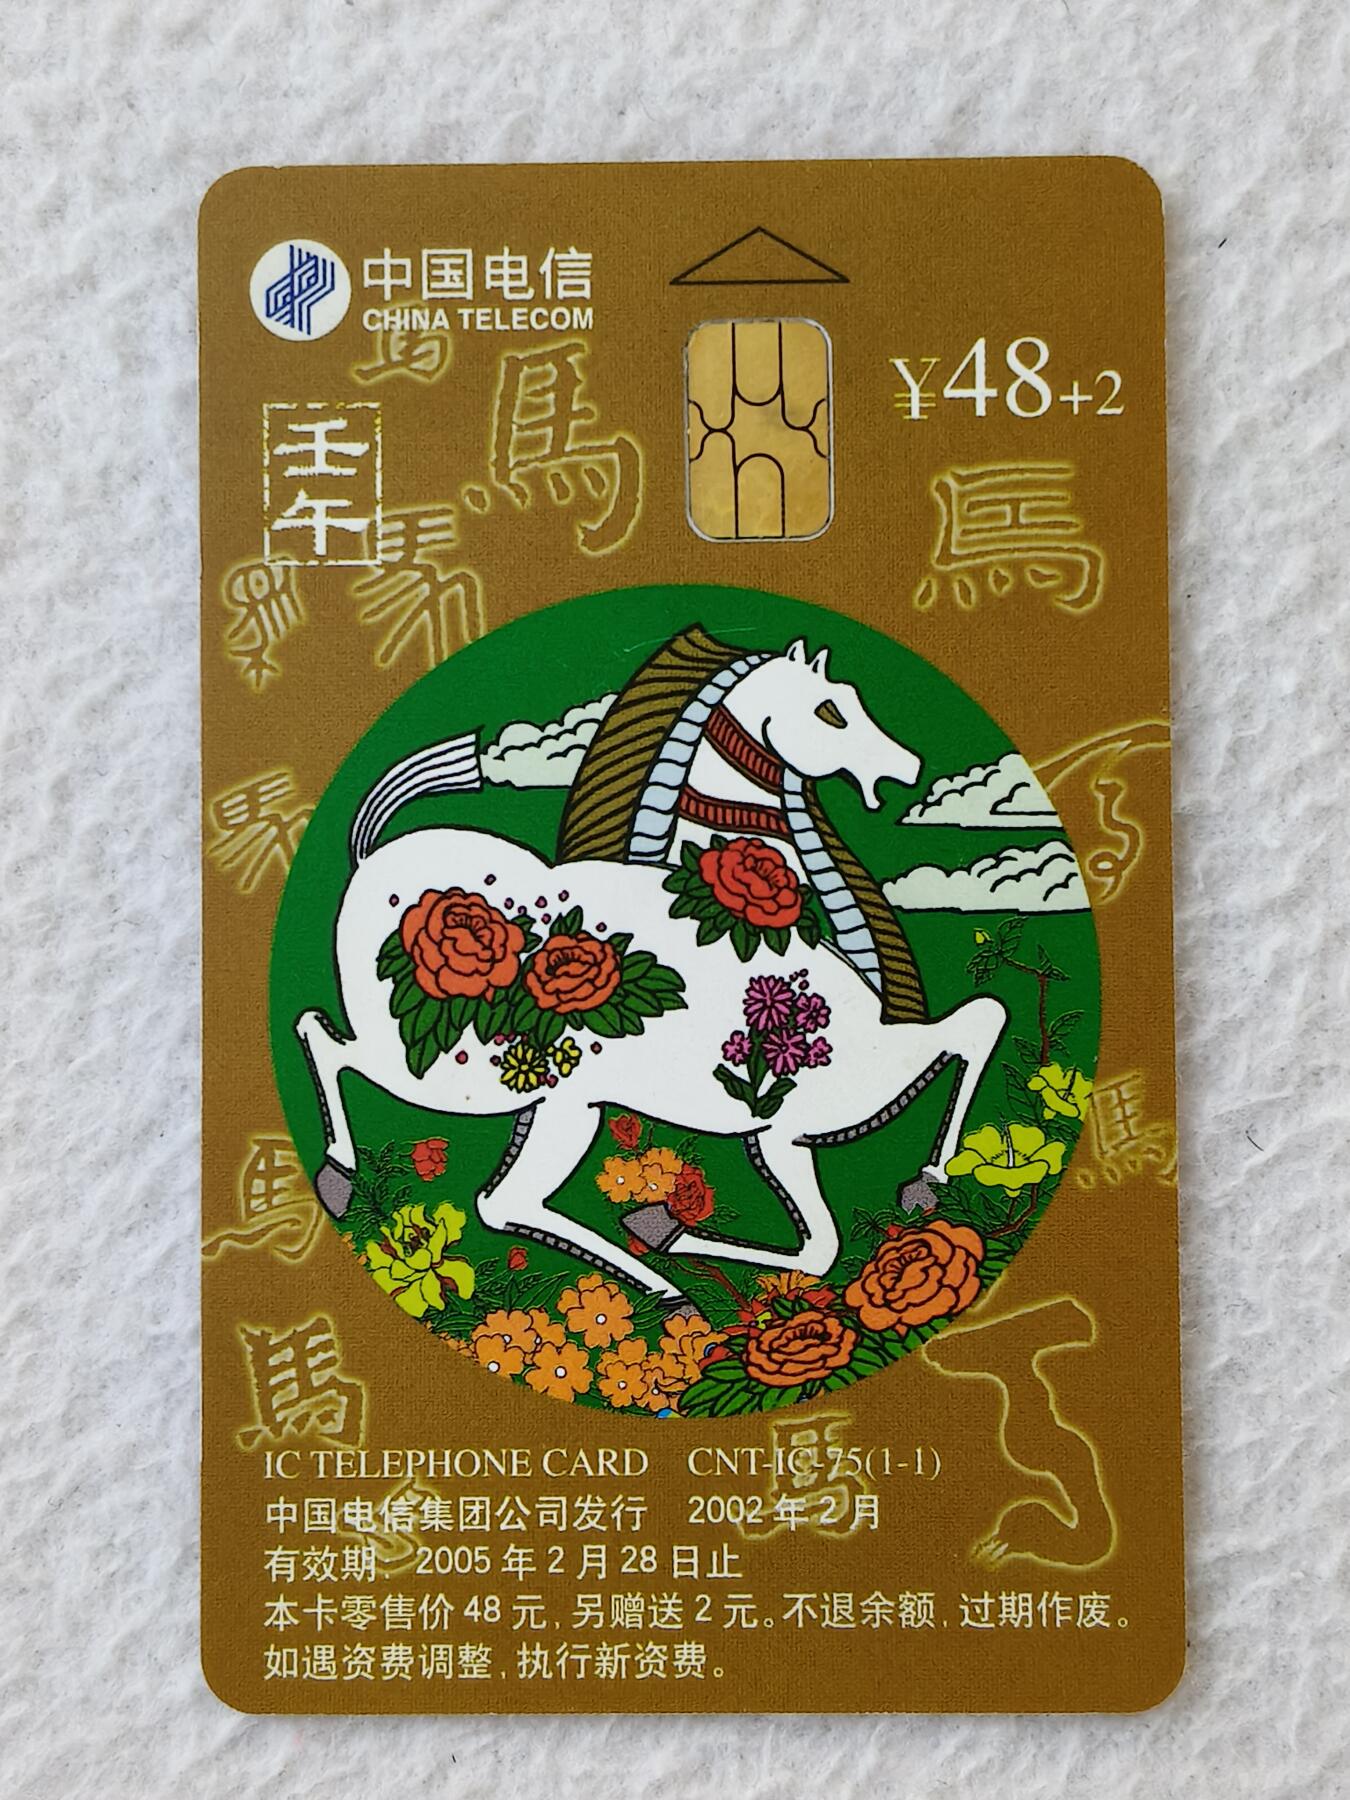 中国电信
CHINA TELECOM
¥48+2
壬午
馬
馬
馬
馬
馬
馬
IC TELEPHONE CARD CNT-IC-75(1-1)
中国电信集团公司发行 2002年2月
有效期：2005年2月28日止
本卡零售价48元，另赠送2元。不退余额，过期作废。
如遇资费调整，执行新资费。